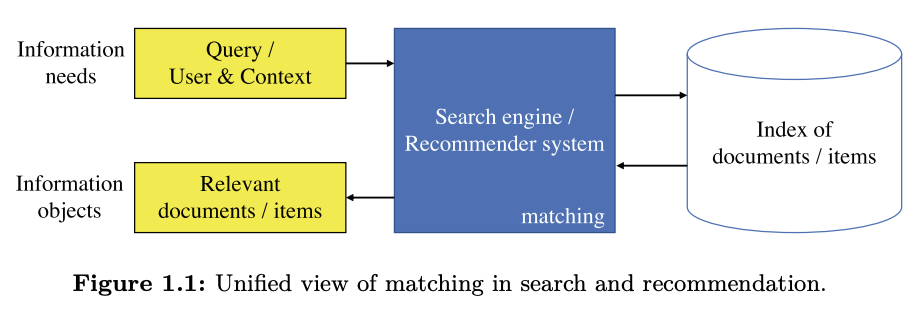 Information
needs
Query /
User & Context
Search engine /
Recommender system
matching
Index of
documents / items
Information
objects
Relevant
documents / items
Figure 1.1: Unified view of matching in search and recommendation.